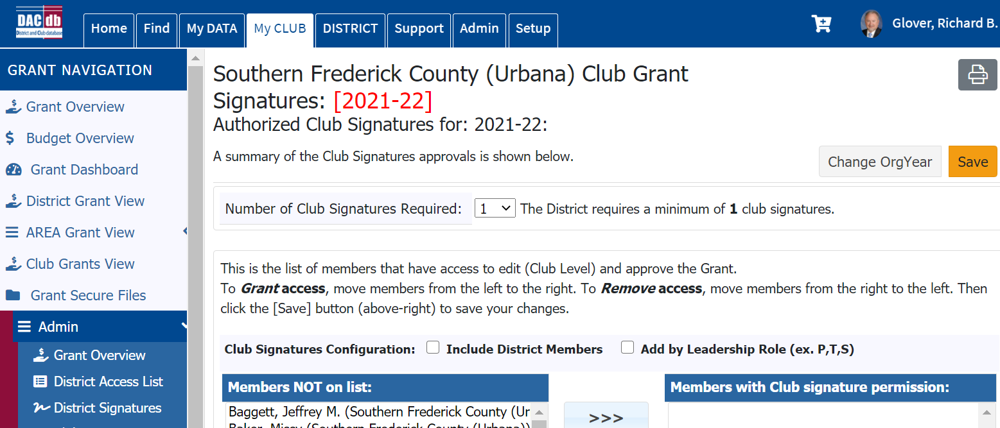 DAC db
District and Club database
Home
Find
My DATA
My CLUB
DISTRICT
Support
Admin
Setup
Glover, Richard B.
GRANT NAVIGATION
Grant Overview
Budget Overview
Grant Dashboard
District Grant View
AREA Grant View
Club Grants View
Grant Secure Files
Admin
Grant Overview
District Access List
District Signatures
Southern Frederick County (Urbana) Club Grant
Signatures: [2021-22]
Authorized Club Signatures for: 2021-22:
A summary of the Club Signatures approvals is shown below.
Change OrgYear
Save
Number of Club Signatures Required: 1 The District requires a minimum of 1 club signatures.
This is the list of members that have access to edit (Club Level) and approve the Grant.
To Grant access, move members from the left to the right. To Remove access, move members from the right to the left. Then
click the [Save] button (above-right) to save your changes.
Club Signatures Configuration: Include District Members Add by Leadership Role (ex. P,T,S)
Members NOT on list:
Baggett, Jeffrey M. (Southern Frederick County (Ur
Baker, Missy (Southern Frederick County (Urbana))
>>>
Members with Club signature permission: